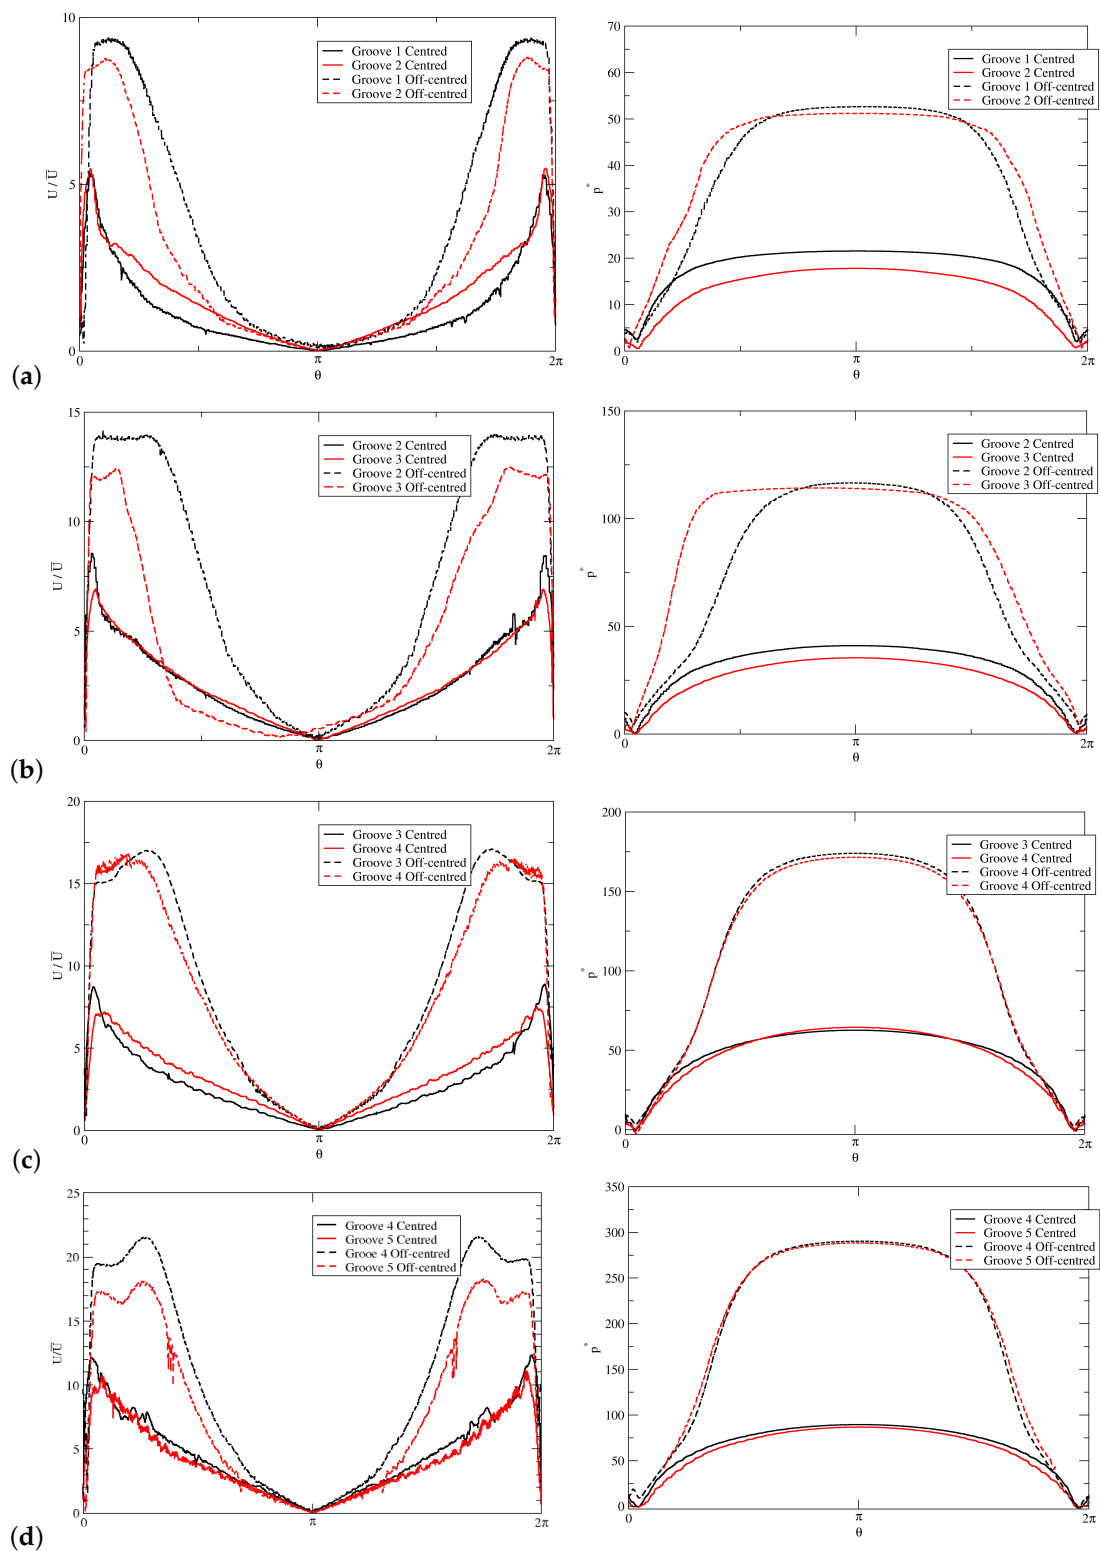 10
5
0
0
π
2π
θ
U / U̅
Groove 1 Centred
Groove 2 Centred
Groove 1 Off-centred
Groove 2 Off-centred
70
60
50
40
30
20
10
0
0
π
2π
θ
p*
Groove 1 Centred
Groove 2 Centred
Groove 1 Off-centred
Groove 2 Off-centred
(a)
15
10
5
0
0
π
2π
θ
U / U̅
Groove 2 Centred
Groove 3 Centred
Groove 2 Off-centred
Groove 3 Off-centred
150
100
50
0
0
π
2π
θ
p*
Groove 2 Centred
Groove 3 Centred
Groove 2 Off-centred
Groove 3 Off-centred
(b)
20
15
10
5
0
0
π
2π
θ
U / U̅
Groove 3 Centred
Groove 4 Centred
Groove 3 Off-centred
Groove 4 Off-centred
200
150
100
50
0
0
π
2π
θ
p*
Groove 3 Centred
Groove 4 Centred
Groove 4 Off-centred
Groove 4 Off-centred
(c)
25
20
15
10
5
0
0
π
2π
U/U̅
Groove 4 Centred
Groove 5 Centred
Grooe 4 Off-centred
Groove 5 Off-centred
350
300
250
200
150
100
50
0
0
π
2π
θ
p*
Groove 4 Centred
Groove 5 Centred
Groove 4 Off-centred
Groove 5 Off-centred
(d)